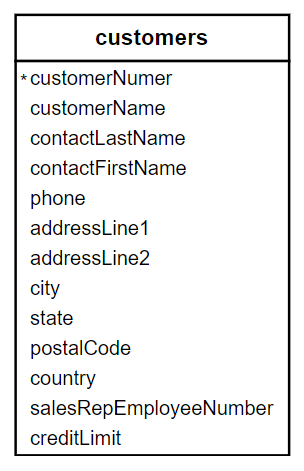 customers
*customerNumer
customerName
contactLastName
contactFirstName
phone
addressLine1
addressLine2
city
state
postalCode
country
salesRepEmployeeNumber
creditLimit